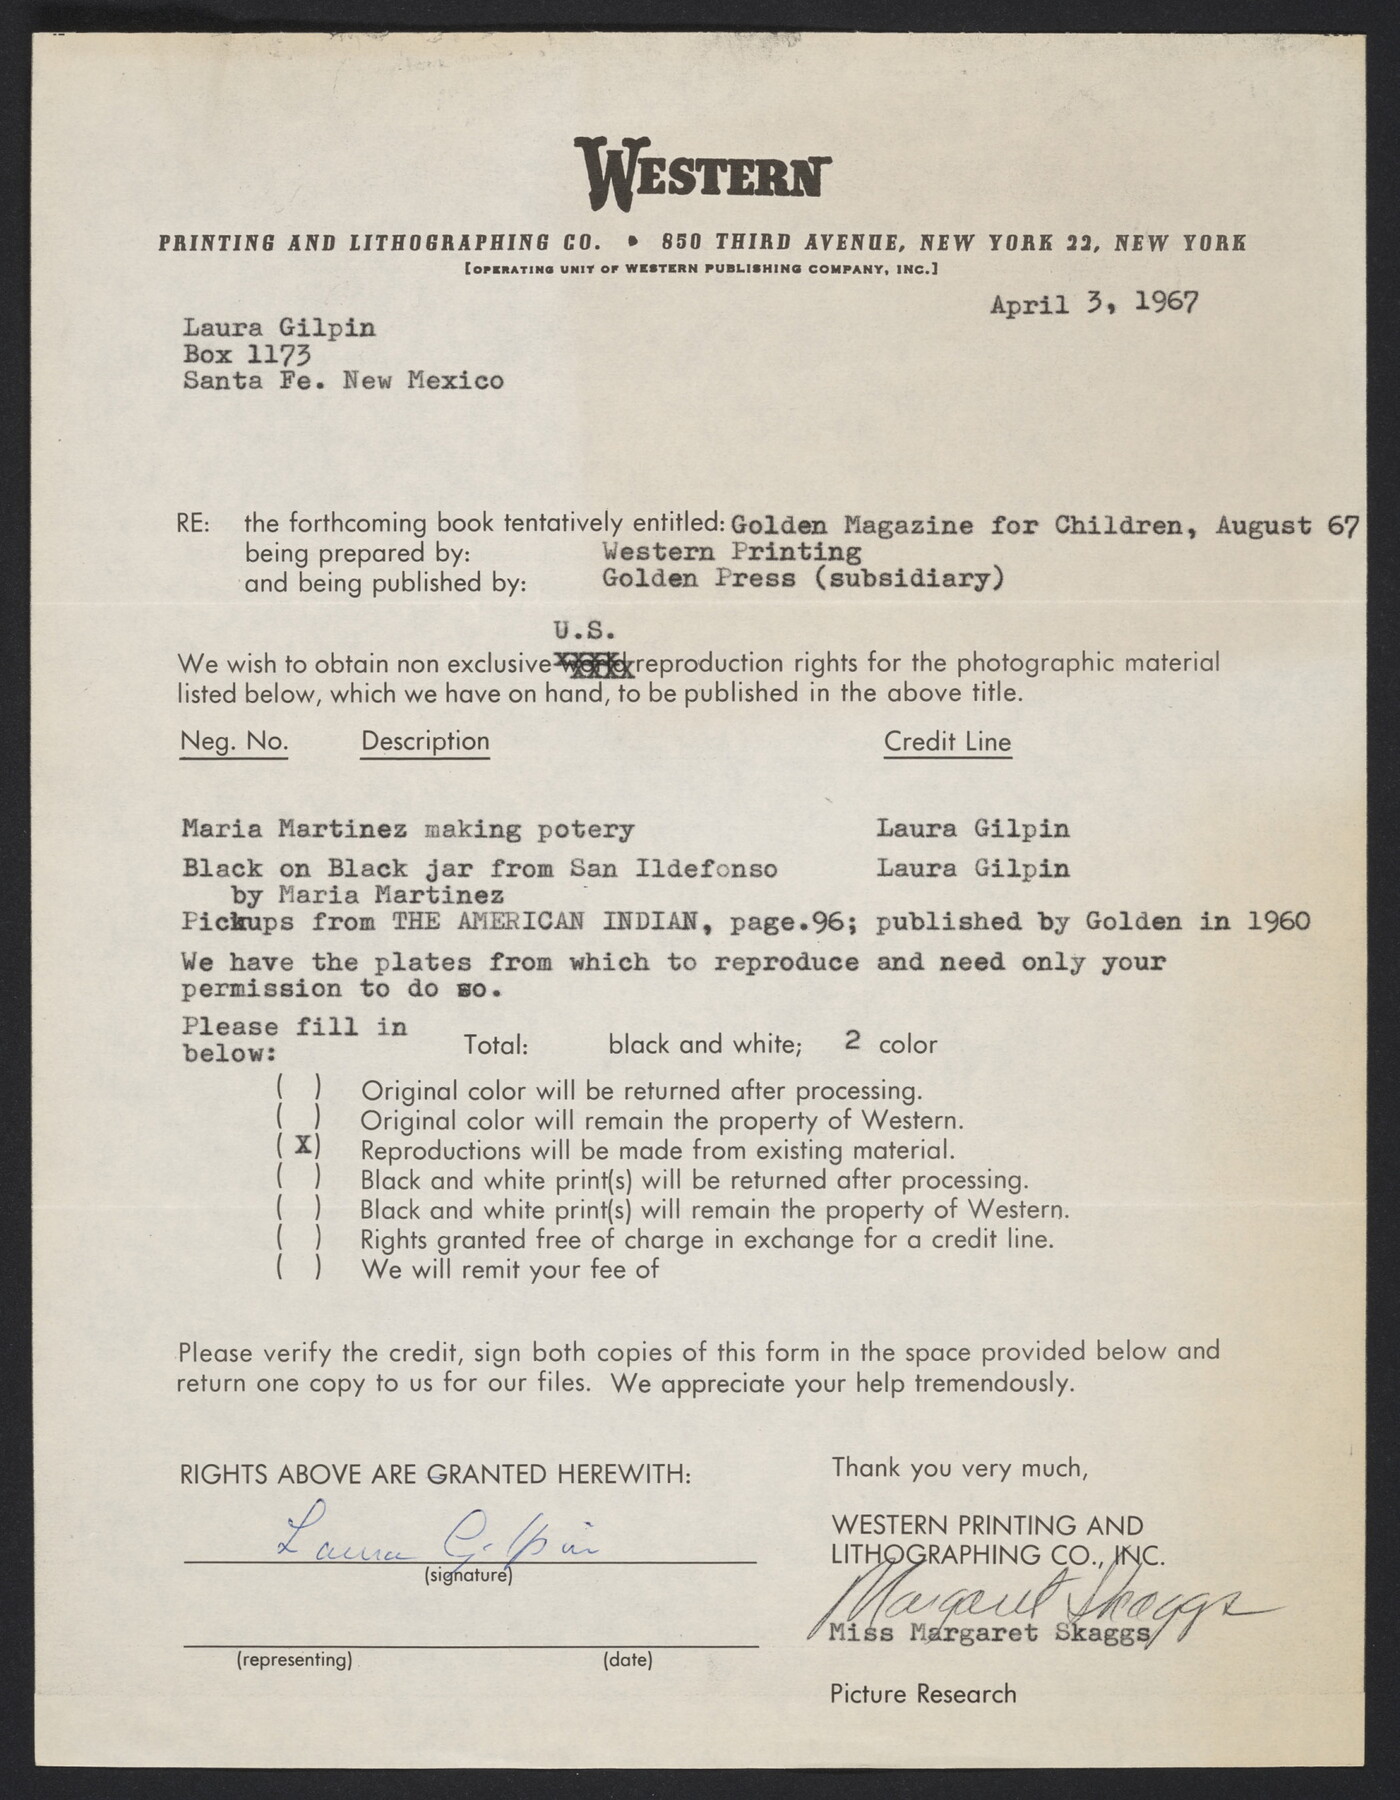 WESTERN
PRINTING AND LITHOGRAPHING CO. • 850 THIRD AVENUE, NEW YORK 22, NEW YORK
[OPERATING UNIT OF WESTERN PUBLISHING COMPANY, INC.]
April 3, 1967
Laura Gilpin
Box 1173
Santa Fe. New Mexico
RE: the forthcoming book tentatively entitled: Golden Magazine for Children, August 67
being prepared by: Western Printing
and being published by: Golden Press (subsidiary)
U.S.
We wish to obtain non exclusive world reproduction rights for the photographic material
listed below, which we have on hand, to be published in the above title.
Neg. No. Description Credit Line
Maria Martinez making potery Laura Gilpin
Black on Black jar from San Ildefonso Laura Gilpin
by Maria Martinez
Pickups from THE AMERICAN INDIAN, page.96; published by Golden in 1960
We have the plates from which to reproduce and need only your
permission to do so.
Please fill in
below: Total: black and white; 2 color
( ) Original color will be returned after processing.
( ) Original color will remain the property of Western.
( X ) Reproductions will be made from existing material.
( ) Black and white print(s) will be returned after processing.
( ) Black and white print(s) will remain the property of Western.
( ) Rights granted free of charge in exchange for a credit line.
( ) We will remit your fee of
Please verify the credit, sign both copies of this form in the space provided below and
return one copy to us for our files. We appreciate your help tremendously.
RIGHTS ABOVE ARE GRANTED HEREWITH: Thank you very much,
WESTERN PRINTING AND
LITHOGRAPHING CO., INC.
Laura Gilpin
(signature)
Margaret Skaggs
Miss Margaret Skaggs
(representing) (date)
Picture Research